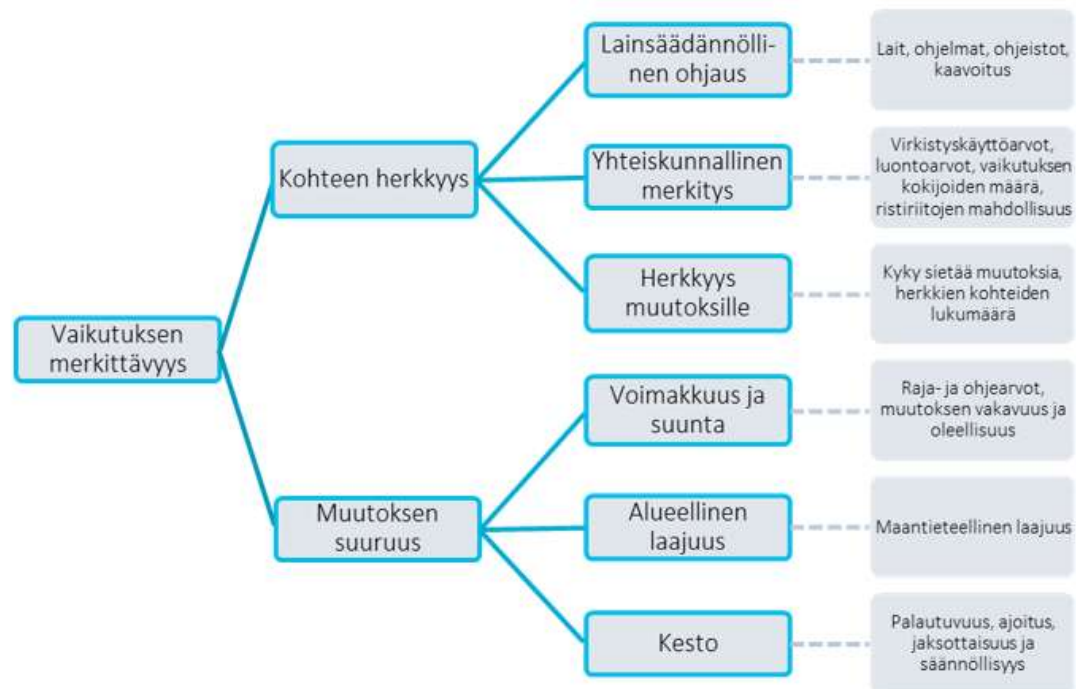 Vaikutuksen
merkittävyys
Kohteen herkkyys
Lainsäädännölli-
nen ohjaus
Lait, ohjelmat, ohjeistot,
kaavoitus
Yhteiskunnallinen
merkitys
Virkistyskäyttöarvot,
luontoarvot, vaikutuksen
kokijoiden määrä,
ristiriitojen mahdollisuus
Herkkyys
muutoksille
Kyky sietää muutoksia,
herkkien kohteiden
lukumäärä
Muutoksen
suuruus
Voimakkuus ja
suunta
Raja- ja ohjearvot,
muutoksen vakavuus ja
oleellisuus
Alueellinen
laajuus
Maantieteellinen laajuus
Kesto
Palautuvuus, ajoitus,
jaksottaisuus ja
säännöllisyys